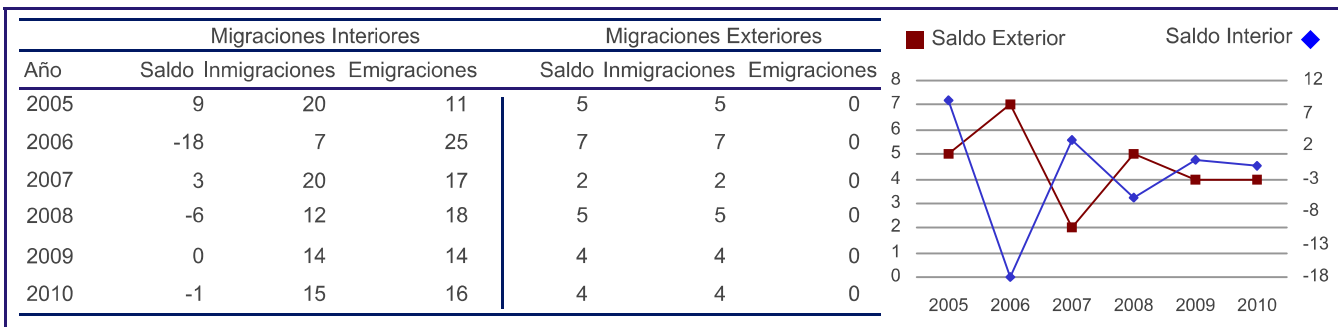 Migraciones Interiores Migraciones Exteriores
Año Saldo Inmigraciones Emigraciones Saldo Inmigraciones Emigraciones
2005 9 20 11 5 5 0
2006 -18 7 25 7 7 0
2007 3 20 17 2 2 0
2008 -6 12 18 5 5 0
2009 0 14 14 4 4 0
2010 -1 15 16 4 4 0
Saldo Exterior Saldo Interior
8 12
7 7
6
5 2
4 -3
3
2 -8
1 -13
0 -18
2005 2006 2007 2008 2009 2010